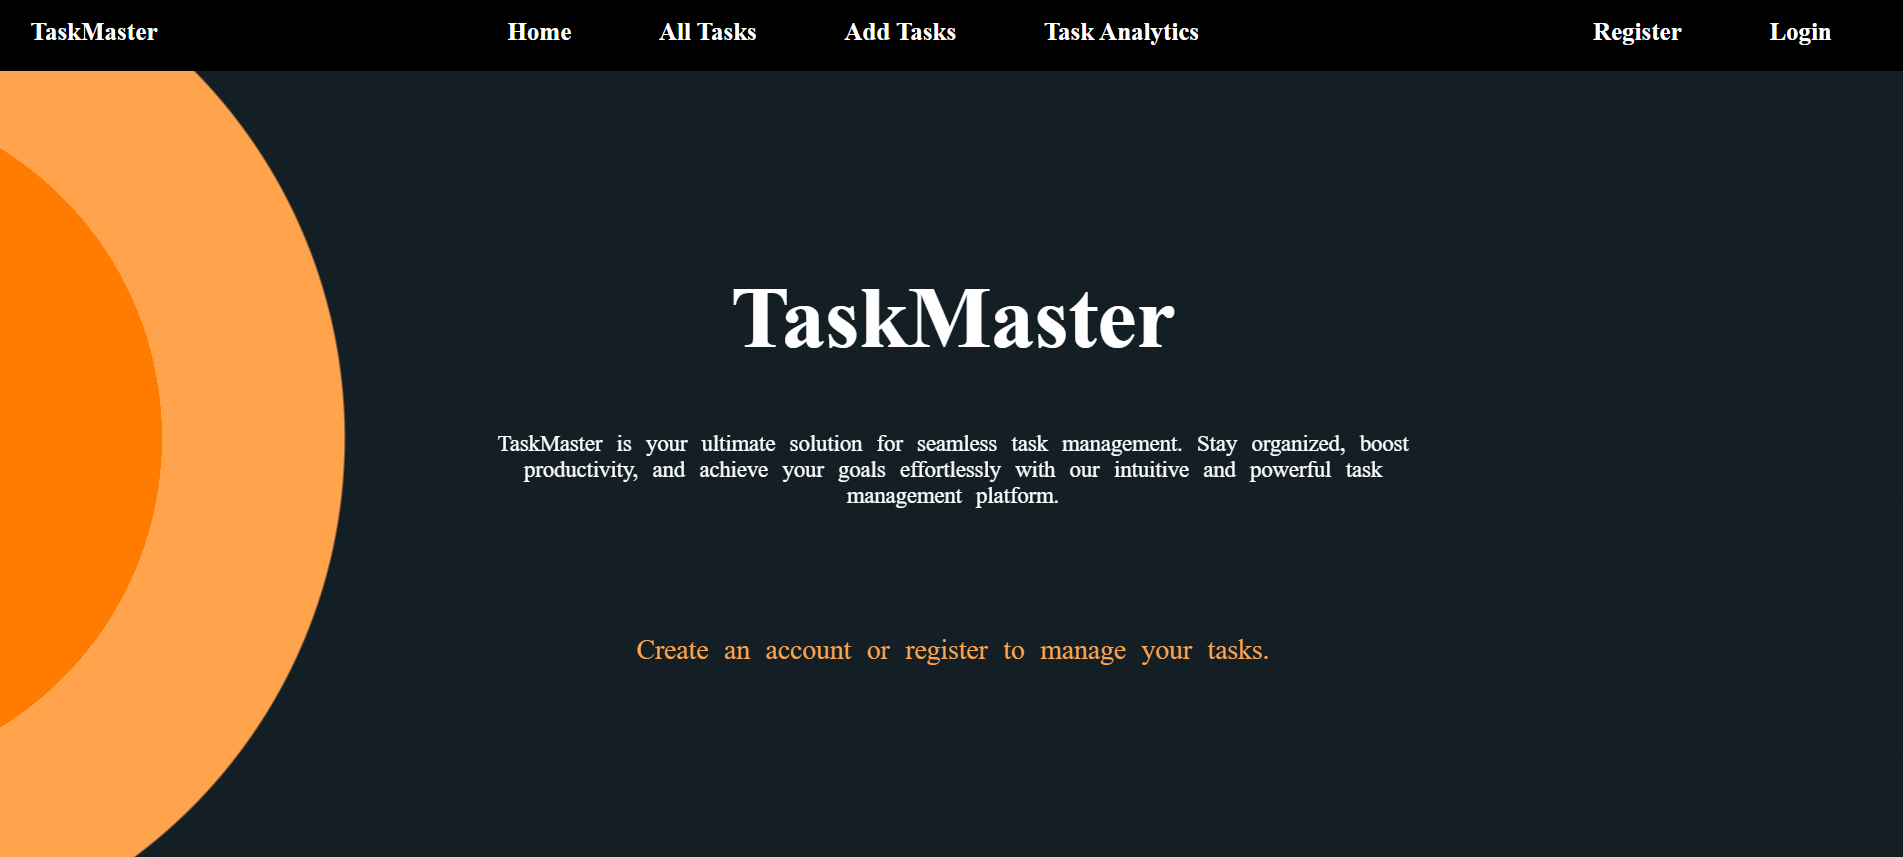 TaskMaster Home All Tasks Add Tasks Task Analytics Register Login
TaskMaster
TaskMaster is your ultimate solution for seamless task management. Stay organized, boost
productivity, and achieve your goals effortlessly with our intuitive and powerful task
management platform.
Create an account or register to manage your tasks.